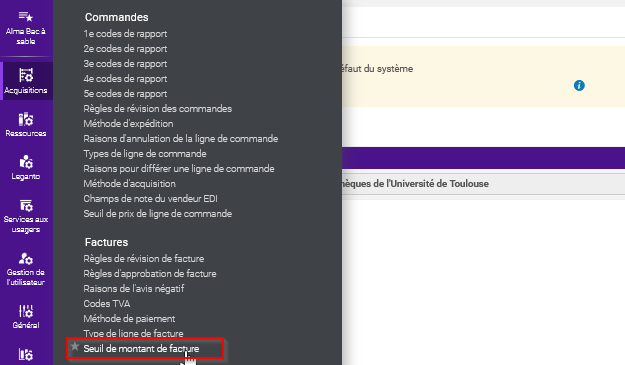 Alma Bac à
sable
Acquisitions
Ressources
Leganto
Services aux
usagers
Gestion de
l'utilisateur
Général
Commandes
1e codes de rapport
2e codes de rapport
3e codes de rapport
4e codes de rapport
5e codes de rapport
Règles de révision des commandes
Méthode d'expédition
Raisons d'annulation de la ligne de commande
Types de ligne de commande
Raisons pour différer une ligne de commande
Méthode d'acquisition
Champs de note du vendeur EDI
Seuil de prix de ligne de commande
Factures
Règles de révision de facture
Règles d'approbation de facture
Raisons de l'avis négatif
Codes TVA
Méthode de paiement
Type de ligne de facture
Seuil de montant de facture
éfaut du système
hèques de l'Université de Toulouse